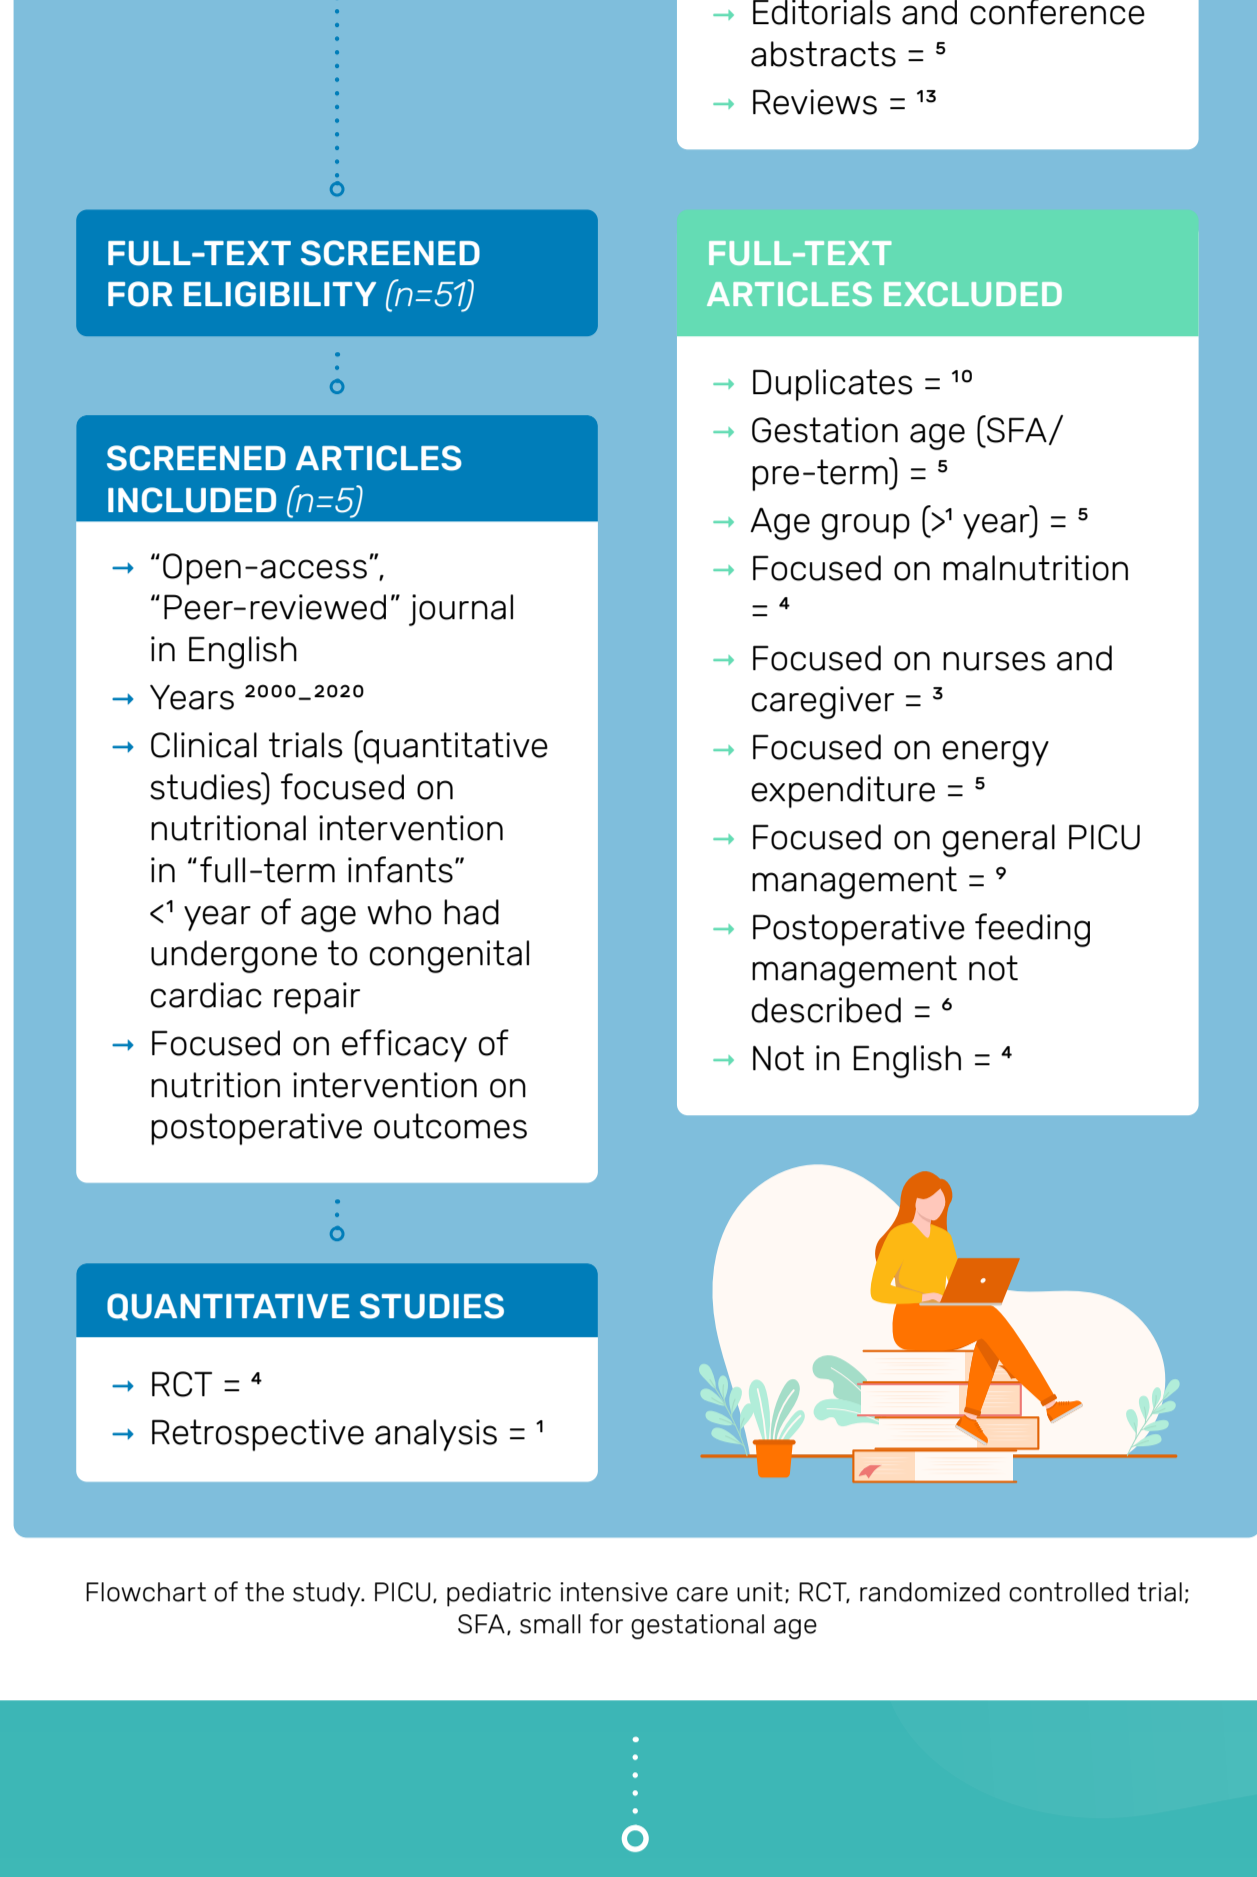 Editorials and conference
abstracts = ⁵
Reviews = ¹³
FULL-TEXT SCREENED
FOR ELIGIBILITY (n=51)
SCREENED ARTICLES
INCLUDED (n=5)
“Open-access”,
“Peer-reviewed” journal
in English
Years ²⁰⁰⁰–²⁰²⁰
Clinical trials (quantitative
studies) focused on
nutritional intervention
in “full-term infants”
<¹ year of age who had
undergone to congenital
cardiac repair
Focused on efficacy of
nutrition intervention on
postoperative outcomes
QUANTITATIVE STUDIES
RCT = ⁴
Retrospective analysis = ¹
FULL-TEXT
ARTICLES EXCLUDED
Duplicates = ¹⁰
Gestation age (SFA/
pre-term) = ⁵
Age group (>¹ year) = ⁵
Focused on malnutrition
= ⁴
Focused on nurses and
caregiver = ³
Focused on energy
expenditure = ⁵
Focused on general PICU
management = ⁹
Postoperative feeding
management not
described = ⁶
Not in English = ⁴
Flowchart of the study. PICU, pediatric intensive care unit; RCT, randomized controlled trial;
SFA, small for gestational age